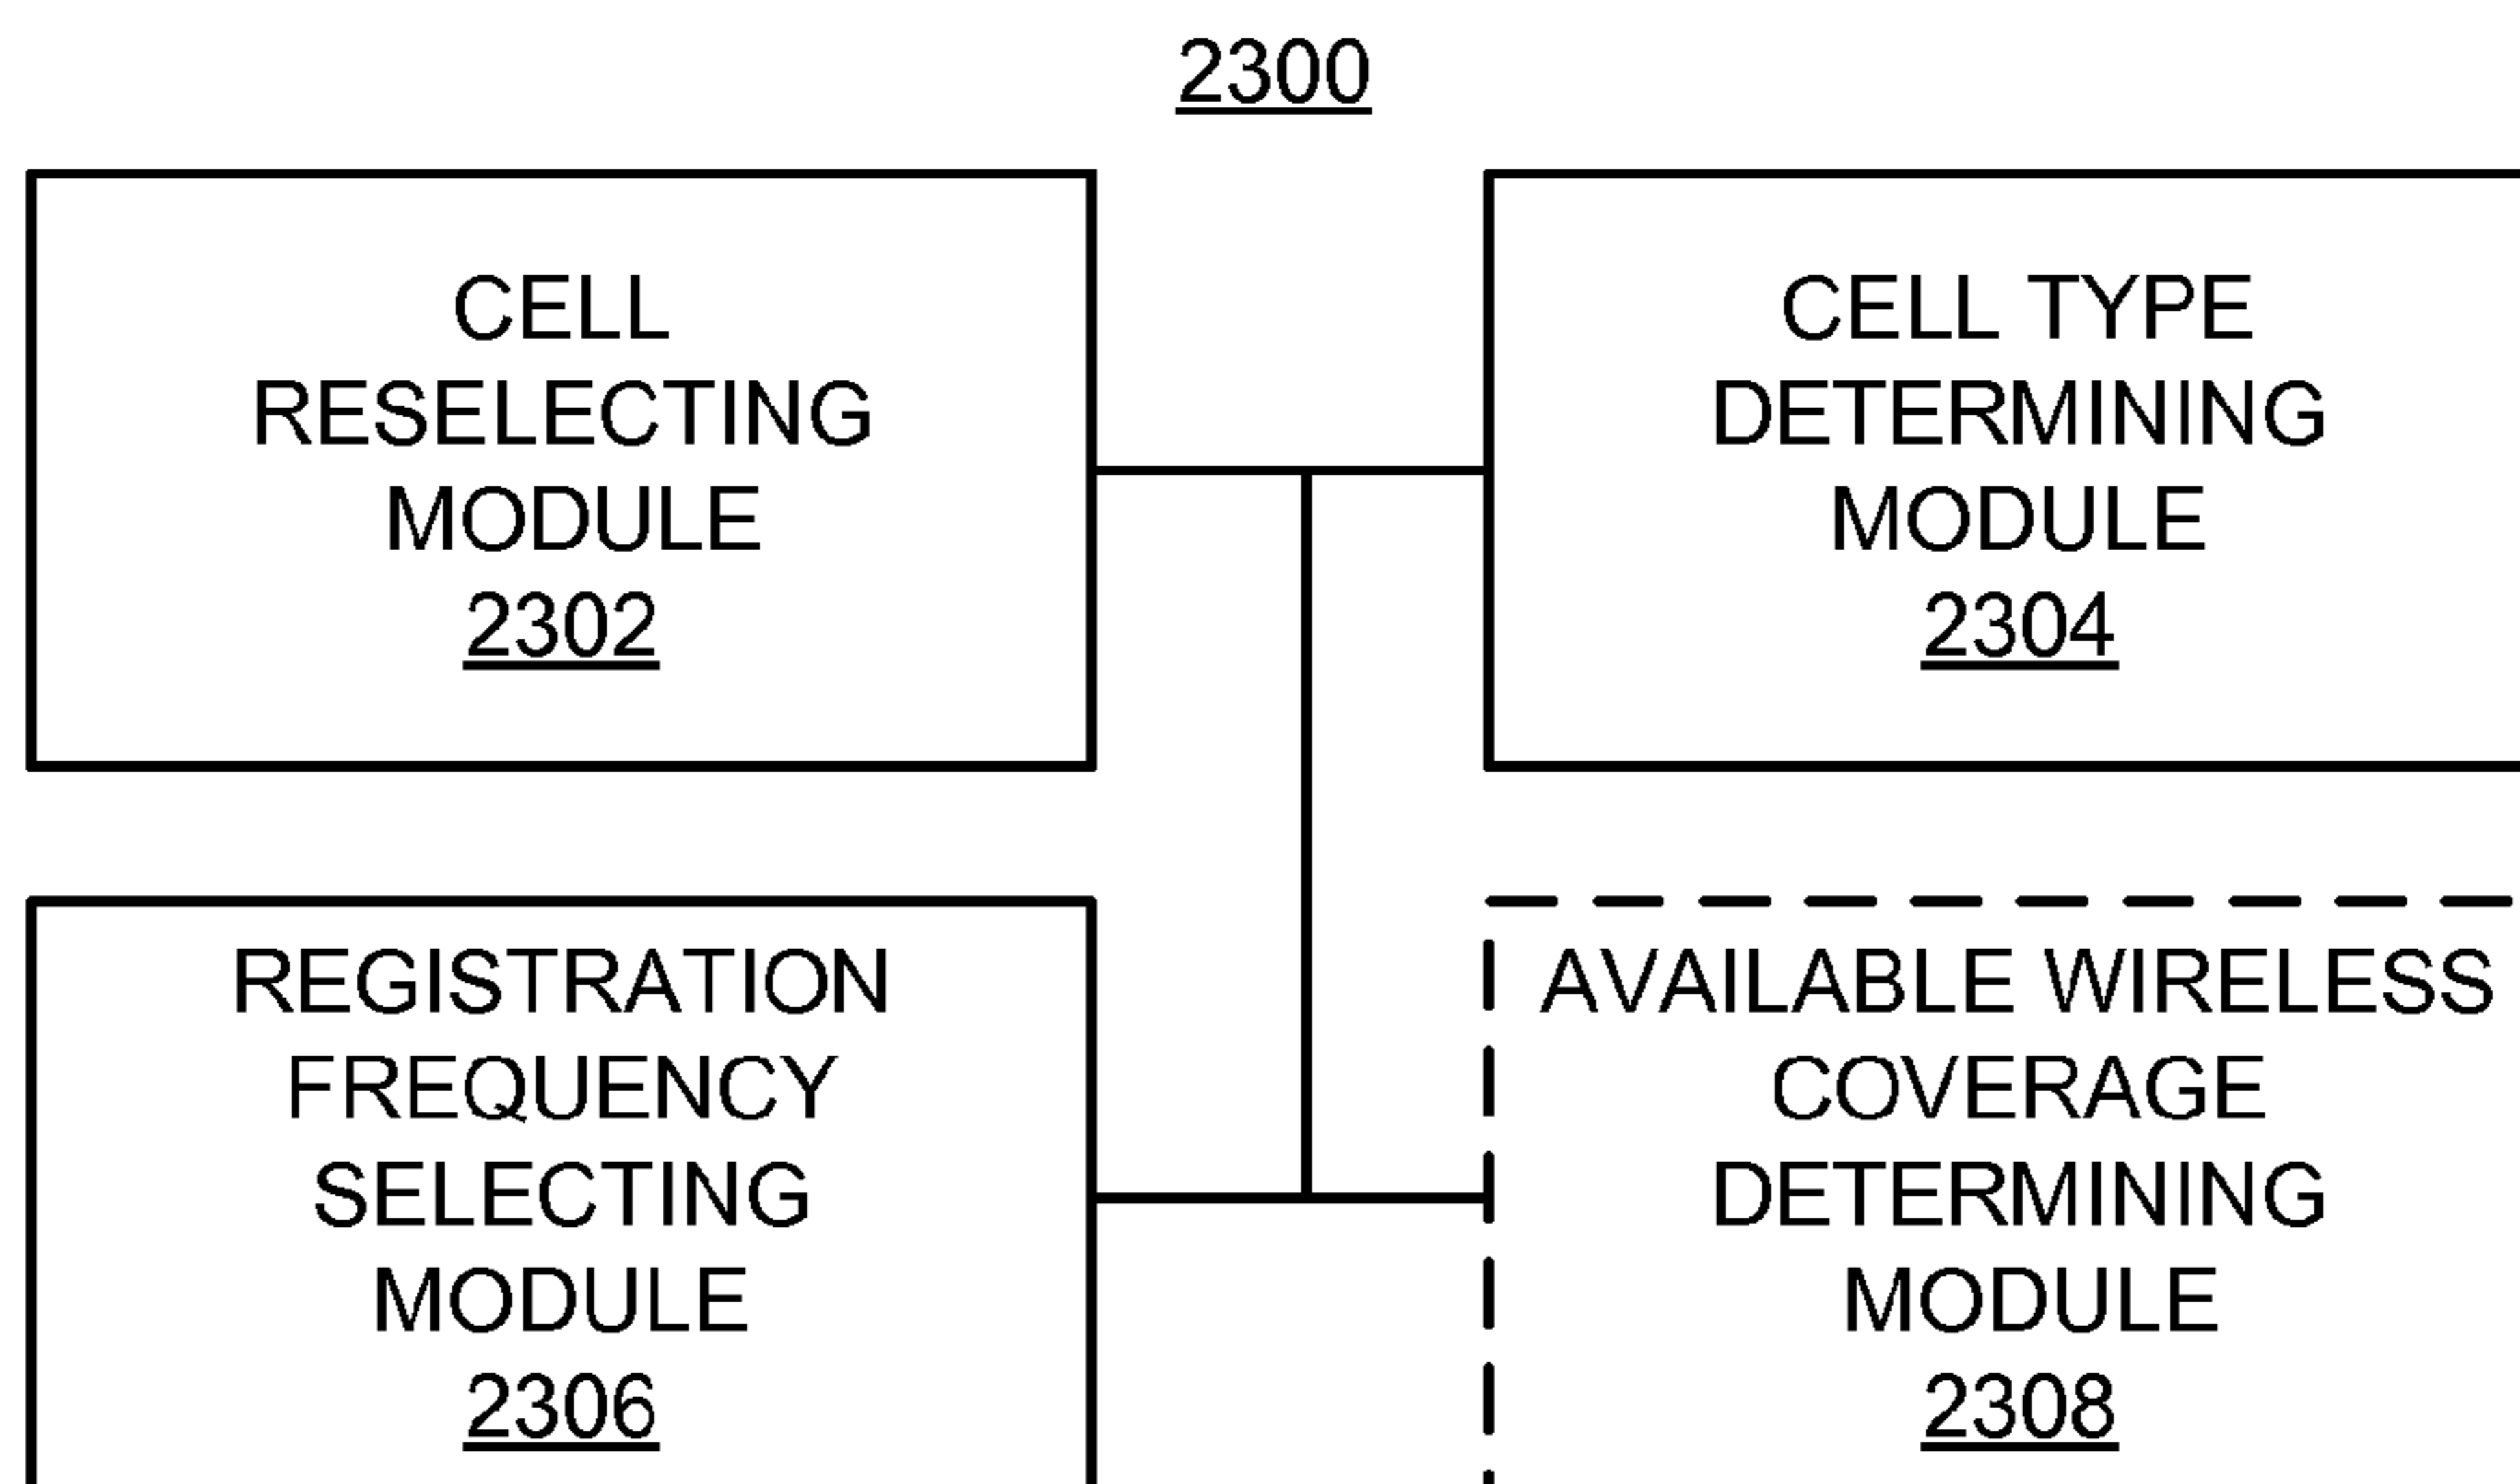 2300
CELL
RESELECTING
MODULE
2302
CELL TYPE
DETERMINING
MODULE
2304
REGISTRATION
FREQUENCY
SELECTING
MODULE
2306
AVAILABLE WIRELESS
COVERAGE
DETERMINING
MODULE
2308